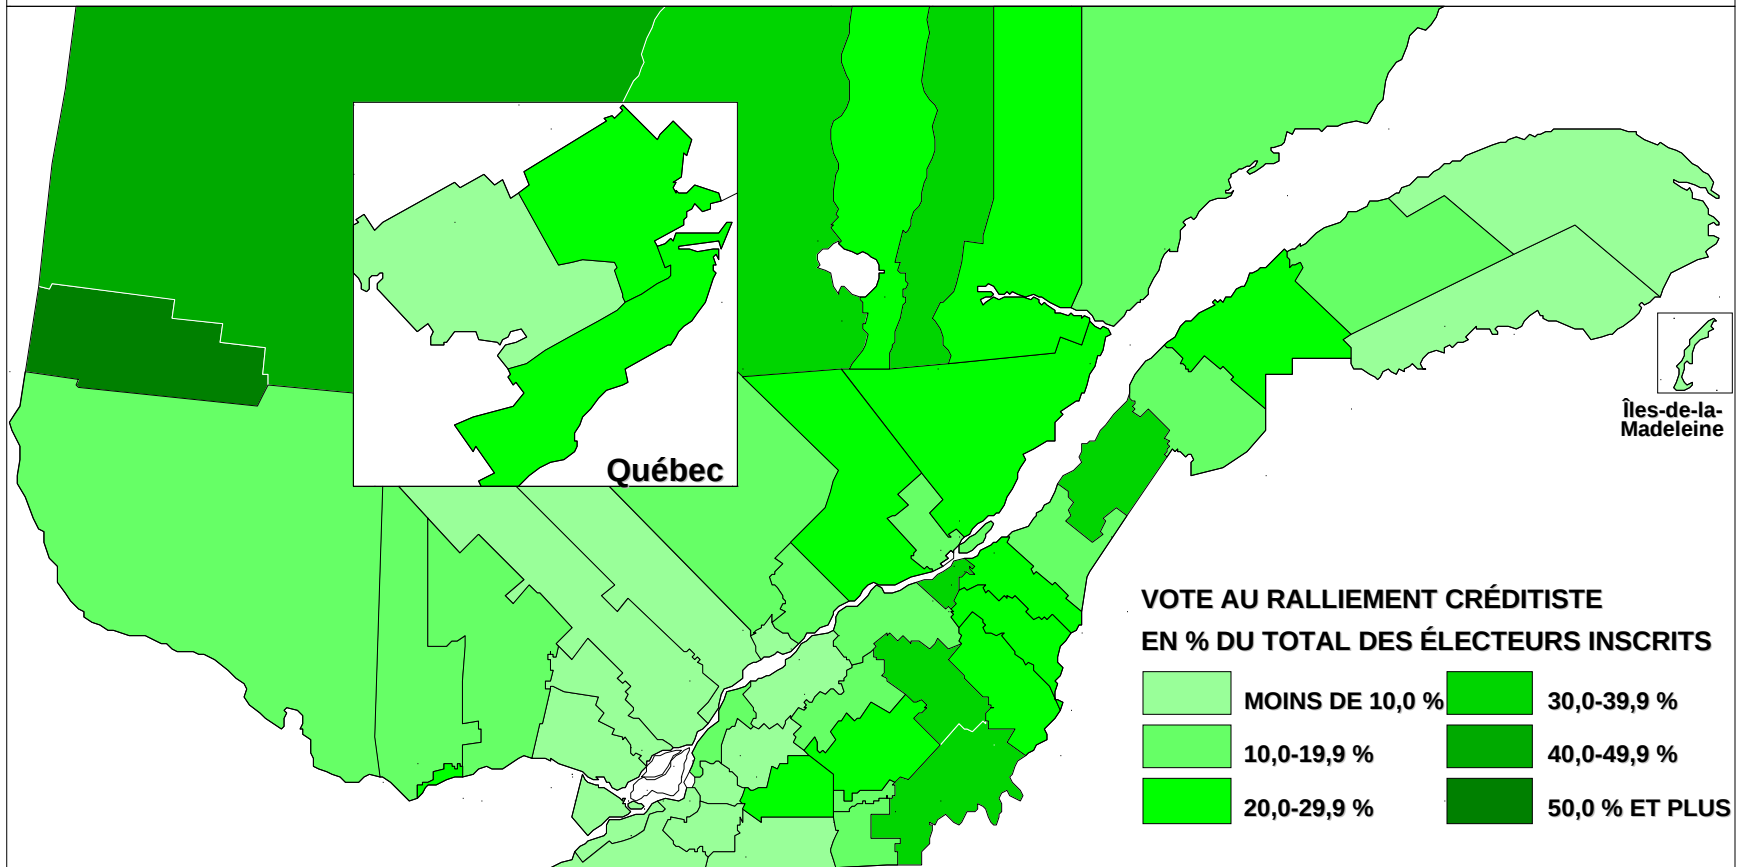 Québec
Îles-de-la-
Madeleine
VOTE AU RALLIEMENT CRÉDITISTE
EN % DU TOTAL DES ÉLECTEURS INSCRITS
MOINS DE 10,0 %
10,0-19,9 %
20,0-29,9 %
30,0-39,9 %
40,0-49,9 %
50,0 % ET PLUS